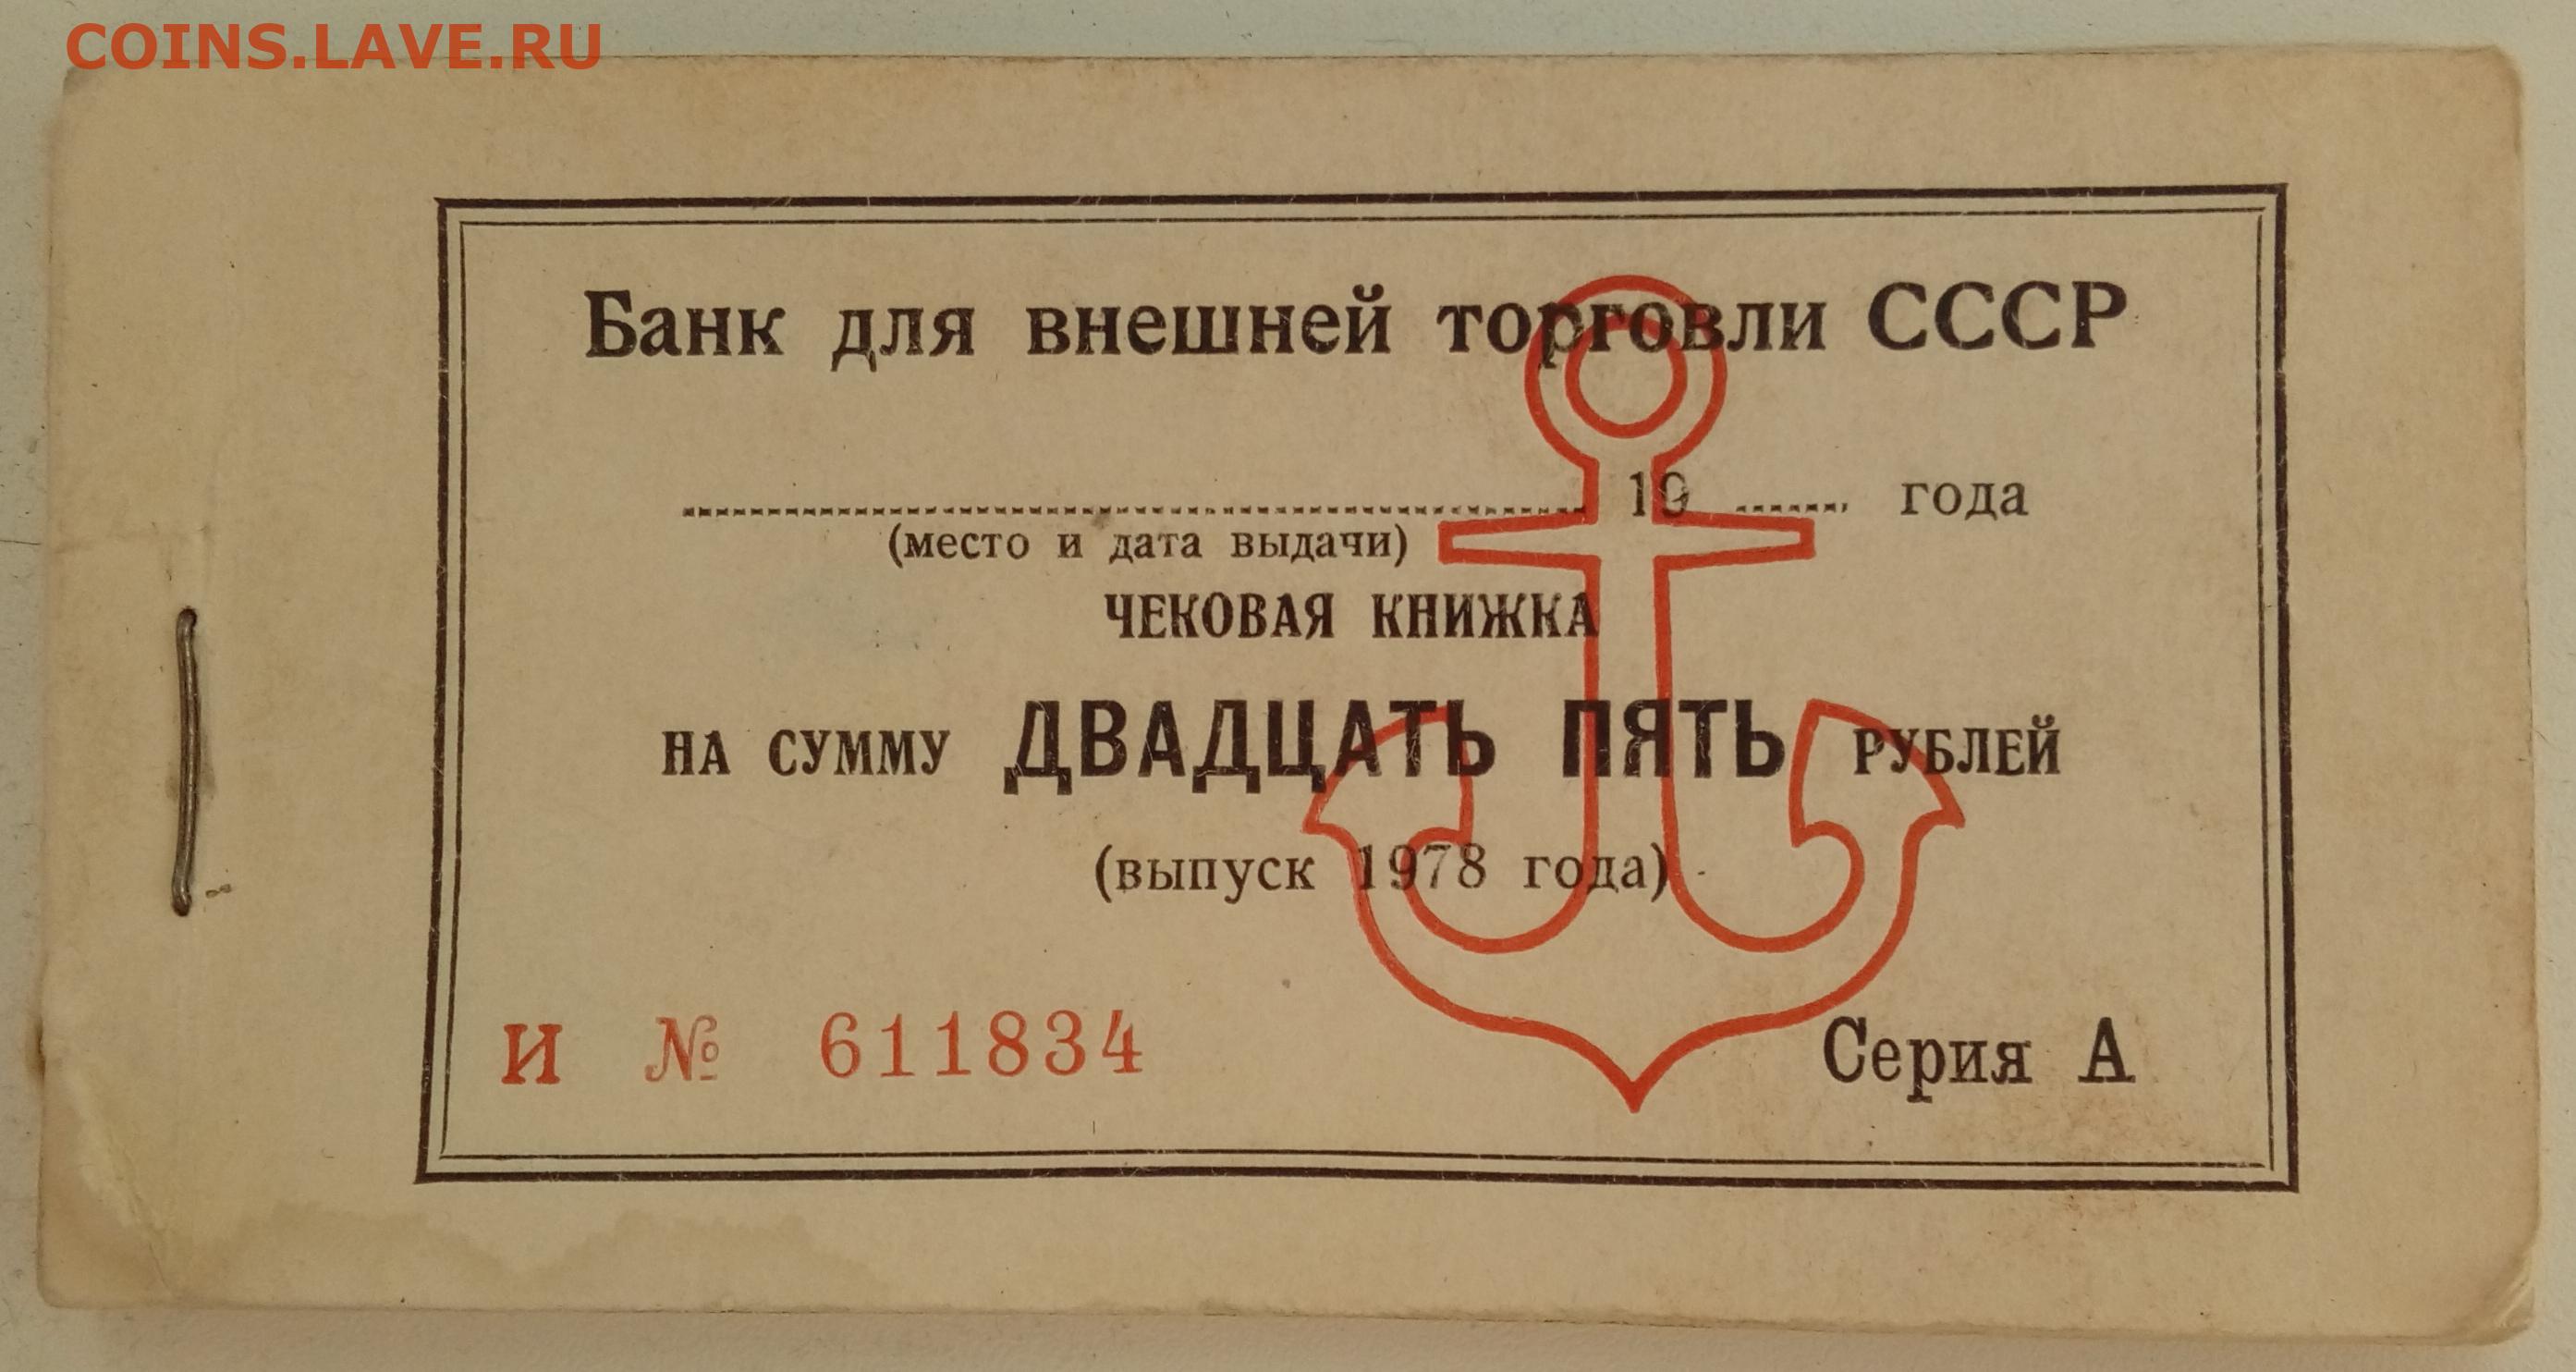 COINS.LAVE.RU
Банк для внешней торговли СССР
19 ....... года
(место и дата выдачи)
ЧЕКОВАЯ КНИЖКА
НА СУММУ ДВАДЦАТЬ ПЯТЬ РУБЛЕЙ
(выпуск 1978 года)
И № 611834
Серия А